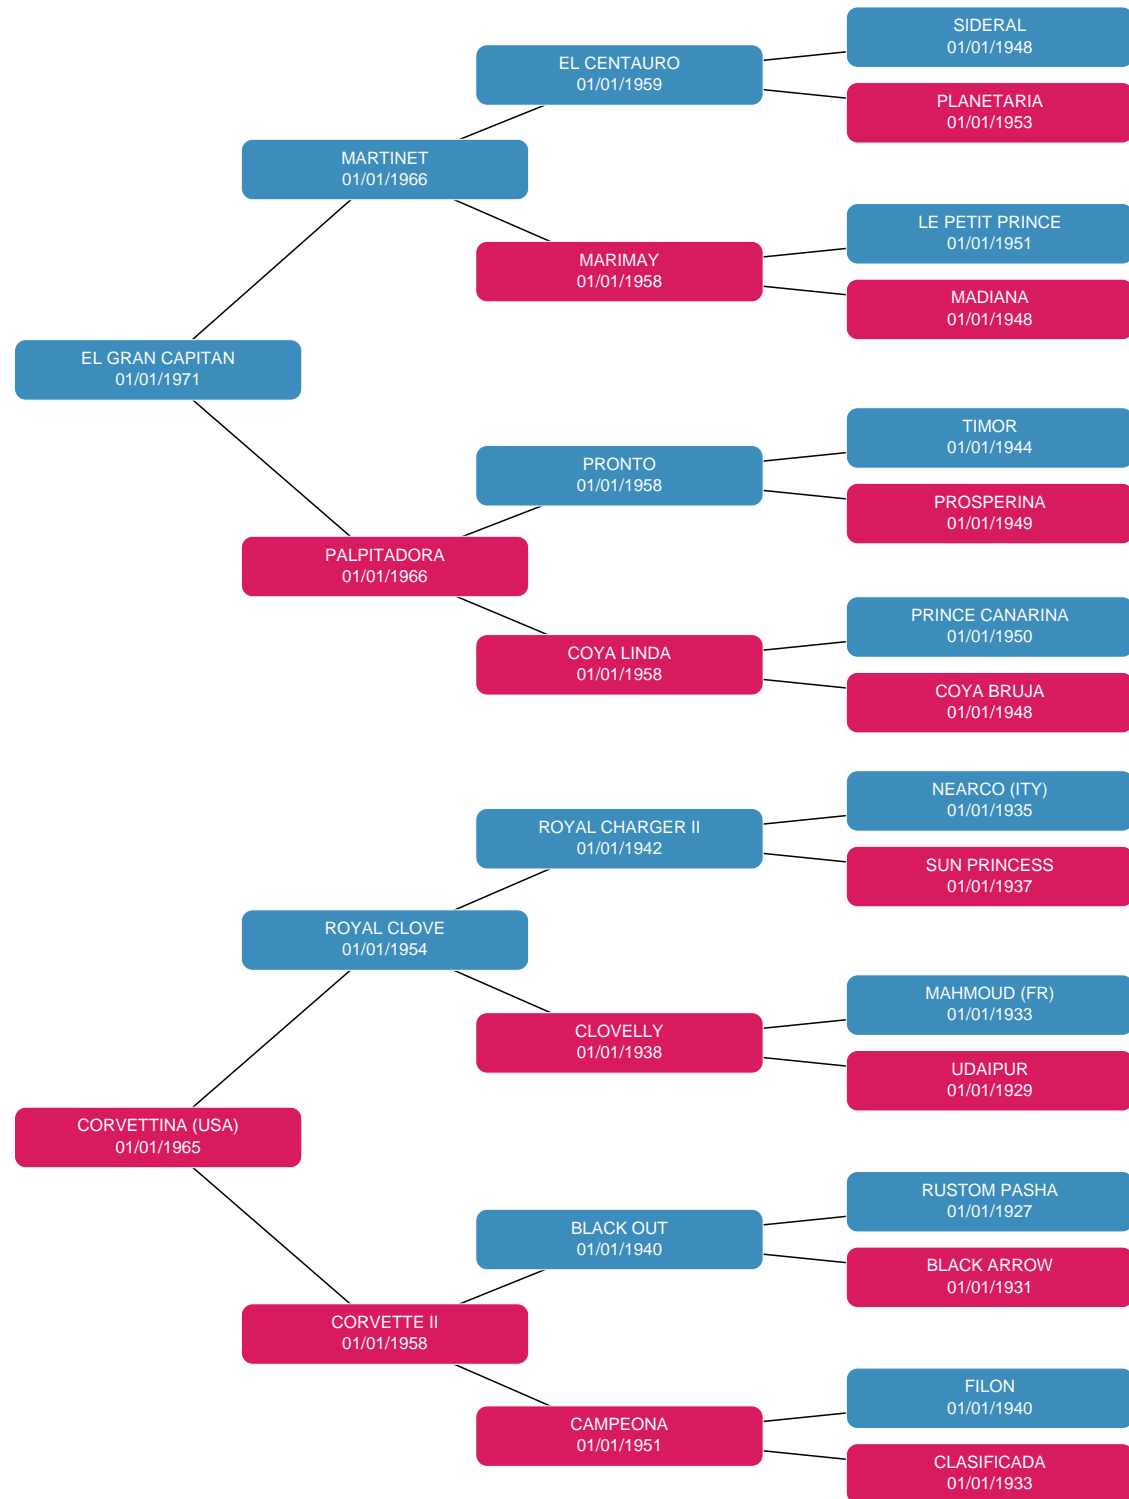 SIDERAL
01/01/1948
EL CENTAURO
01/01/1959
PLANETARIA
01/01/1953
MARTINET
01/01/1966
LE PETIT PRINCE
01/01/1951
MARIMAY
01/01/1958
MADIANA
01/01/1948
EL GRAN CAPITAN
01/01/1971
TIMOR
01/01/1944
PRONTO
01/01/1958
PROSPERINA
01/01/1949
PALPITADORA
01/01/1966
PRINCE CANARINA
01/01/1950
COYA LINDA
01/01/1958
COYA BRUJA
01/01/1948
NEARCO (ITY)
01/01/1935
ROYAL CHARGER II
01/01/1942
SUN PRINCESS
01/01/1937
ROYAL CLOVE
01/01/1954
MAHMOUD (FR)
01/01/1933
CLOVELLY
01/01/1938
UDAIPUR
01/01/1929
CORVETTINA (USA)
01/01/1965
RUSTOM PASHA
01/01/1927
BLACK OUT
01/01/1940
BLACK ARROW
01/01/1931
CORVETTE II
01/01/1958
FILON
01/01/1940
CAMPEONA
01/01/1951
CLASIFICADA
01/01/1933